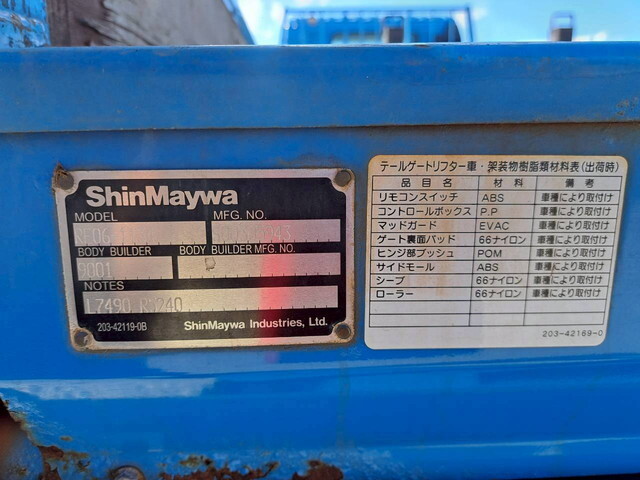 ShinMaywa
MODEL MFG. NO.
BODY BUILDER BODY BUILDER MFG. NO.
NOTES
203-42119-0B ShinMaywa Industries, Ltd.
テールゲートリフター車・架装物樹脂類材料表(出荷時)
品目名 材料 備考
リモコンスイッチ ABS 車種により取付け
コントロールボックス P.P 車種により取付け
マッドガード EVAC 車種により取付け
ゲート裏面パッド 66ナイロン 車種により取付け
ヒンジ部ブッシュ POM 車種により取付け
サイドモール ABS 車種により取付け
シーブ 66ナイロン 車種により取付け
ローラー 66ナイロン 車種により取付け
203-42169-0